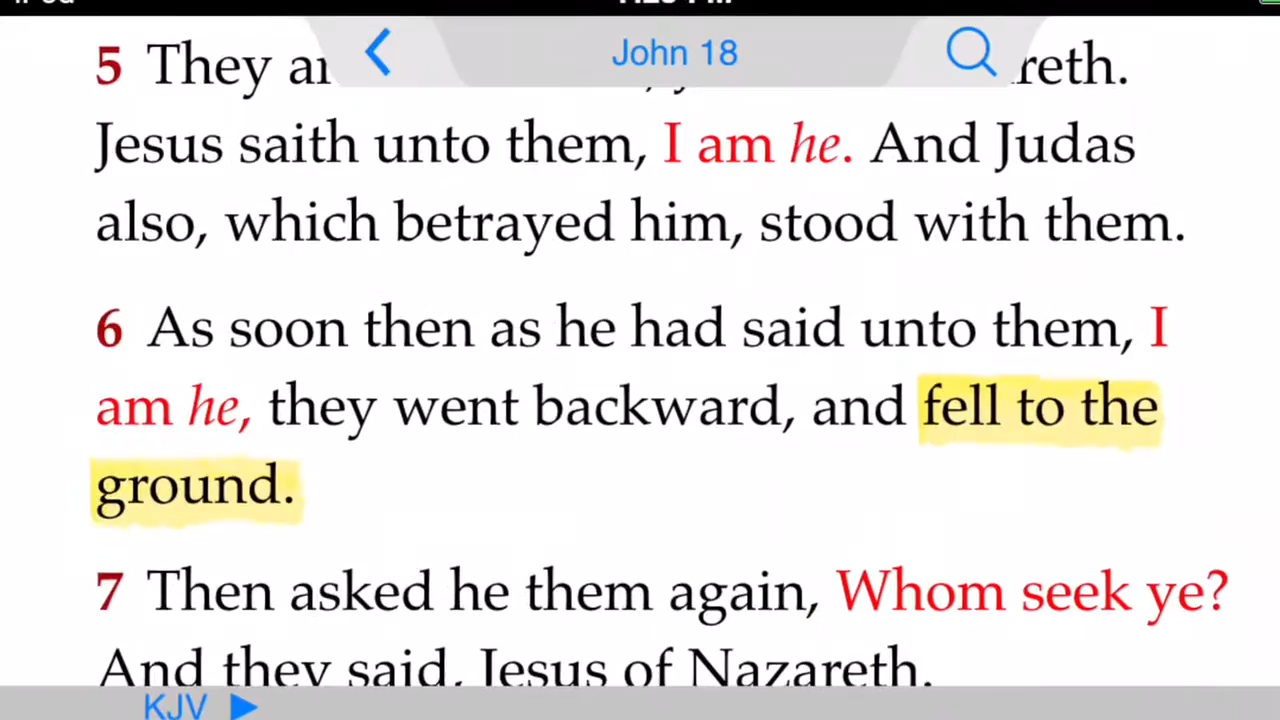 John 18
5 They
Jesus saith unto them, I am he. And Judas
also, which betrayed him, stood with them.
6 As soon then as he had said unto them, I
am he, they went backward, and fell to the
ground.
7 Then asked he them again, Whom seek ye?
And they said, Jesus of Nazareth.
KJV